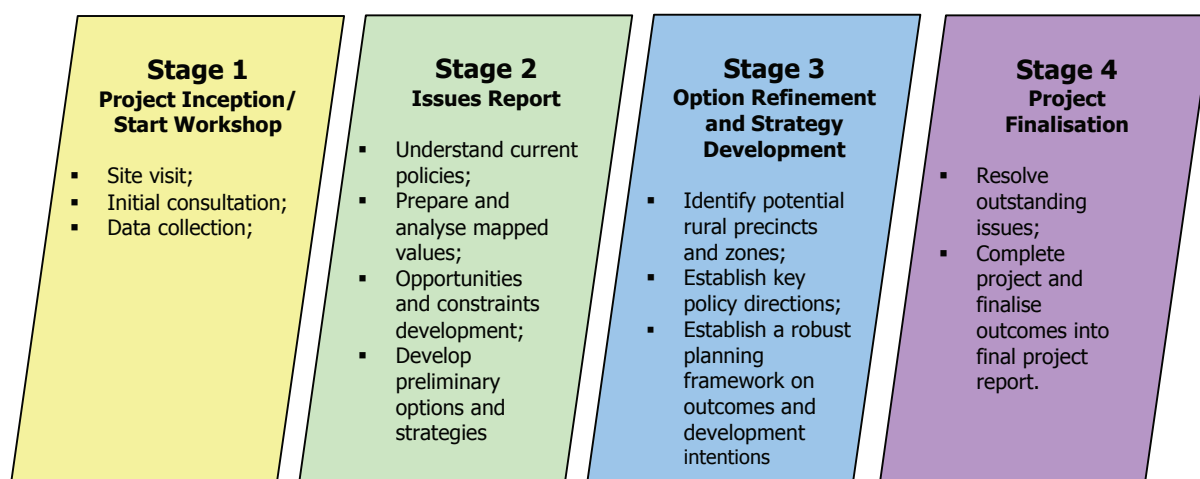 Stage 1
Project Inception/
Start Workshop
▪ Site visit;
▪ Initial consultation;
▪ Data collection;
Stage 2
Issues Report
▪ Understand current
policies;
▪ Prepare and
analyse mapped
values;
▪ Opportunities
and constraints
development;
▪ Develop
preliminary
options and
strategies
Stage 3
Option Refinement
and Strategy
Development
▪ Identify potential
rural precincts
and zones;
▪ Establish key
policy directions;
▪ Establish a robust
planning
framework on
outcomes and
development
intentions
Stage 4
Project
Finalisation
▪ Resolve
outstanding
issues;
▪ Complete
project and
finalise
outcomes into
final project
report.